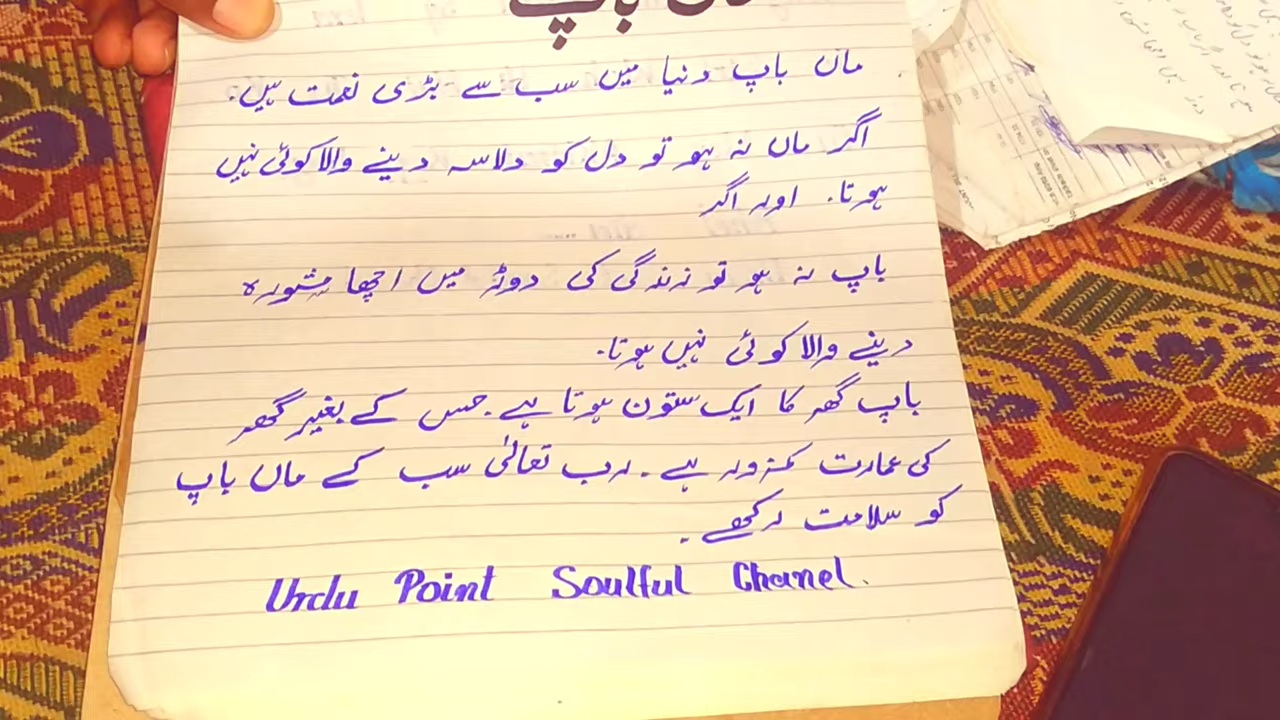 ماں باپ
ماں باپ دنیا میں سب سے بڑی نعمت ہیں.
اگر ماں نہ ہو تو دل کو دلاسہ دینے والا کوئی نہیں
ہوتا. اور اگر
باپ نہ ہو تو زندگی کی دوڑ میں اچھا مشورہ
دینے والا کوئی نہیں ہوتا.
باپ گھر کا ایک ستون ہوتا ہے. جس کے بغیر گھر
کی عمارت کمزور ہے. رب تعالیٰ سب کے ماں باپ
کو سلامت رکھے.
Urdu Point Soulful Chanel.